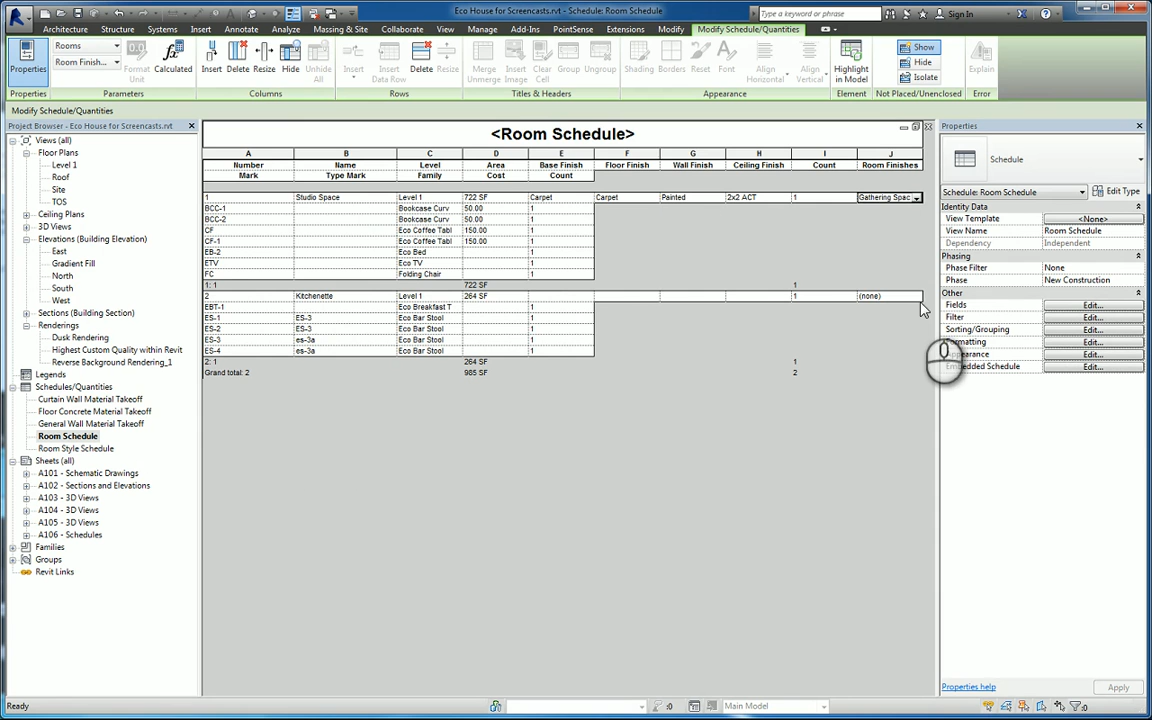 Eco House for Screencasts.rvt - Schedule: Room Schedule
Type a keyword or phrase
Sign In
Architecture Structure Systems Insert Annotate Analyze Massing & Site Collaborate View Manage Add-Ins PointSense Extensions Modify Modify Schedule/Quantities
Properties
Rooms
Room Finish...
Format Unit
Calculated
Insert
Delete
Resize
Hide
Unhide All
Insert
Insert Data Row
Delete
Resize
Merge Unmerge
Insert Image
Clear Cell
Group
Ungroup
Shading
Borders
Reset
Font
Align Horizontal
Align Vertical
Highlight in Model
Show
Hide
Isolate
Explain
Properties Parameters Columns Rows Titles & Headers Appearance Element Not Placed/Unenclosed Error
Modify Schedule/Quantities
Project Browser - Eco House for Screencasts.rvt
Views (all)
Floor Plans
Level 1
Roof
Site
TOS
Ceiling Plans
3D Views
Elevations (Building Elevation)
East
Gradient Fill
North
South
West
Sections (Building Section)
Renderings
Dusk Rendering
Highest Custom Quality within Revit
Reverse Background Rendering_1
Legends
Schedules/Quantities
Curtain Wall Material Takeoff
Floor Concrete Material Takeoff
General Wall Material Takeoff
Room Schedule
Room Style Schedule
Sheets (all)
A101 - Schematic Drawings
A102 - Sections and Elevations
A103 - 3D Views
A104 - 3D Views
A105 - 3D Views
A106 - Schedules
Families
Groups
Revit Links
<Room Schedule>
A B C D E F G H I J
Number Name Level Area Base Finish Floor Finish Wall Finish Ceiling Finish Count Room Finishes
Mark Type Mark Family Cost Count
1 Studio Space Level 1 722 SF Carpet Carpet Painted 2x2 ACT 1 Gathering Spac
BCC-1 Bookcase Curv 50.00 1
BCC-2 Bookcase Curv 50.00 1
CF Eco Coffee Tabl 150.00 1
CF-1 Eco Coffee Tabl 150.00 1
EB-2 Eco Bed 1
ETV Eco TV 1
FC Folding Chair 1
1: 1 722 SF 1
2 Kitchenette Level 1 264 SF 1 (none)
EBT-1 Eco Breakfast T 1
ES-1 ES-3 Eco Bar Stool 1
ES-2 ES-3 Eco Bar Stool 1
ES-3 es-3a Eco Bar Stool 1
ES-4 es-3a Eco Bar Stool 1
2: 1 264 SF 1
Grand total: 2 985 SF 2
Properties
Schedule
Schedule: Room Schedule Edit Type
Identity Data
View Template <None>
View Name Room Schedule
Dependency Independent
Phasing
Phase Filter None
Phase New Construction
Other
Fields Edit...
Filter Edit...
Sorting/Grouping Edit...
Formatting Edit...
Appearance Edit...
Embedded Schedule Edit...
Properties help Apply
Ready
:0
Main Model
:0